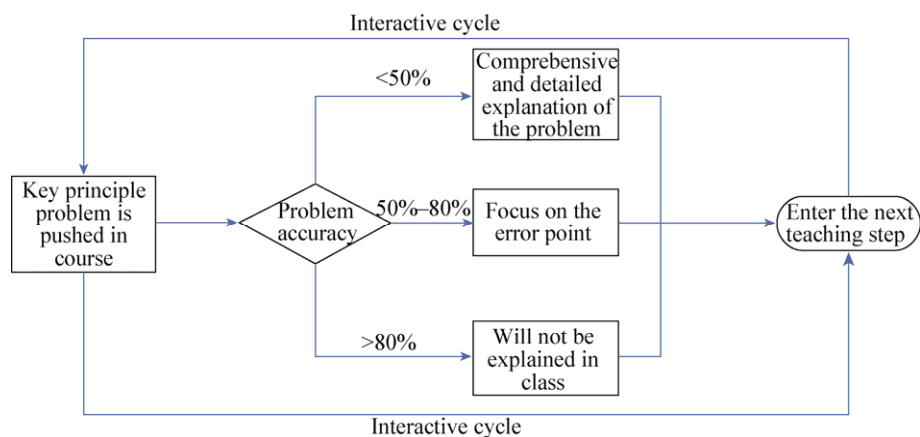 Interactive cycle
<50%
Comprehensive
and detailed
explanation of
the problem
Key principle
problem is
pushed in
course
Problem
accuracy
50%–80%
Focus on the
error point
Enter the next
teaching step
>80%
Will not be
explained in
class
Interactive cycle